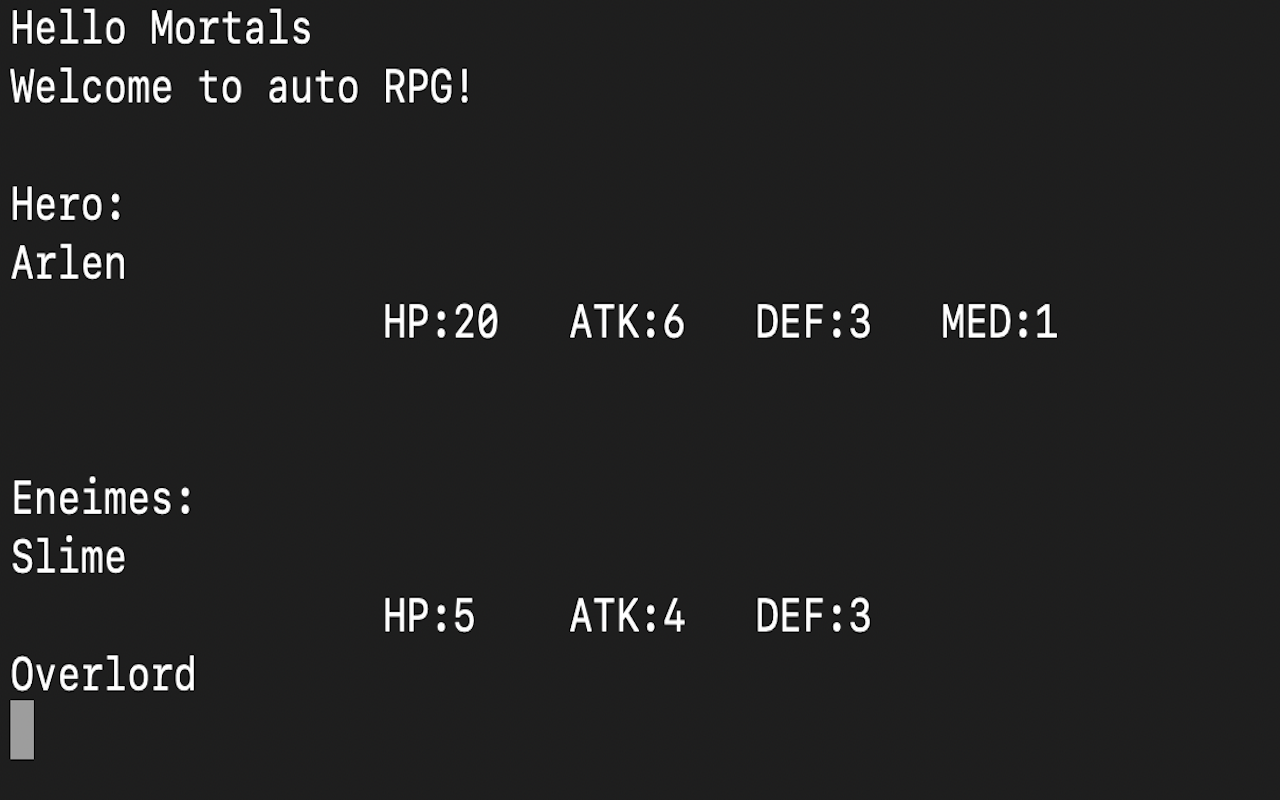 Hello Mortals
Welcome to auto RPG!
Hero:
Arlen
HP:20 ATK:6 DEF:3 MED:1
Eneimes:
Slime
HP:5 ATK:4 DEF:3
Overlord